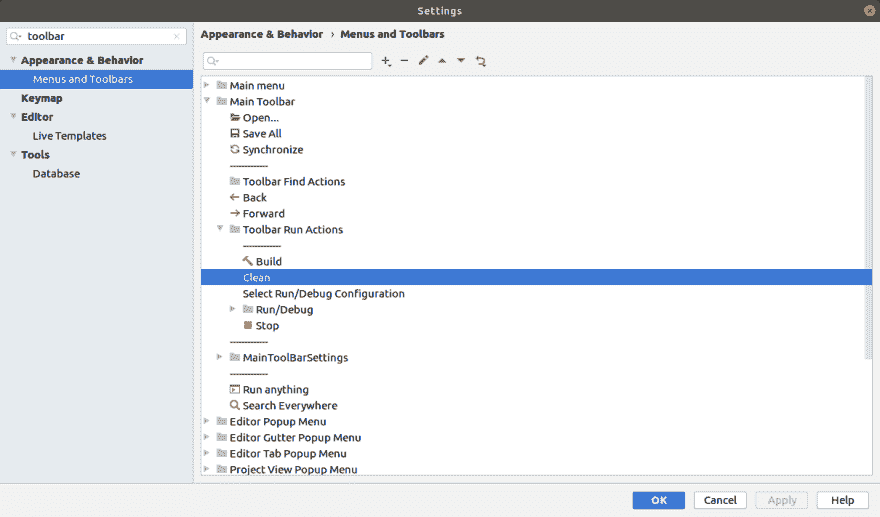 Settings
toolbar
Appearance & Behavior
Menus and Toolbars
Keymap
Editor
Live Templates
Tools
Database
Appearance & Behavior › Menus and Toolbars
Main menu
Main Toolbar
Open...
Save All
Synchronize
-------------
Toolbar Find Actions
Back
Forward
Toolbar Run Actions
-------------
Build
Clean
Select Run/Debug Configuration
Run/Debug
Stop
-------------
MainToolBarSettings
-------------
Run anything
Search Everywhere
Editor Popup Menu
Editor Gutter Popup Menu
Editor Tab Popup Menu
Project View Popup Menu
OK Cancel Apply Help